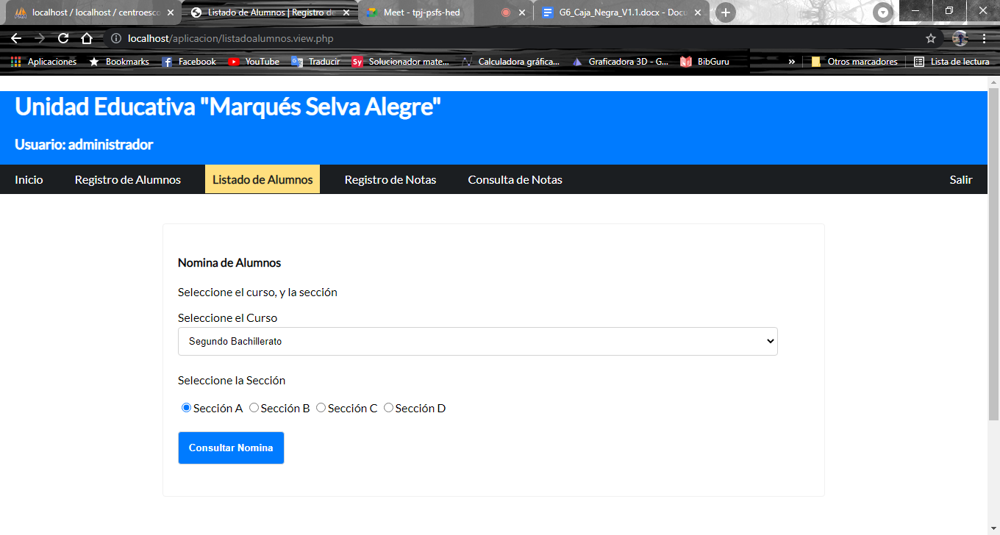 localhost / localhost / centroesco
Listado de Alumnos | Registro de
Meet - tpj-psfs-hed
G6_Caja_Negra_V1.1.docx - Docu
localhost/aplicacion/listadoalumnos.view.php
Aplicaciones Bookmarks Facebook YouTube Traducir Sy Solucionador mate... Calculadora gráfica... Graficadora 3D - G... BibGuru » Otros marcadores Lista de lectura
Unidad Educativa "Marqués Selva Alegre"
Usuario: administrador
Inicio Registro de Alumnos Listado de Alumnos Registro de Notas Consulta de Notas Salir
Nomina de Alumnos
Seleccione el curso, y la sección
Seleccione el Curso
Segundo Bachillerato
Seleccione la Sección
Sección A Sección B Sección C Sección D
Consultar Nomina